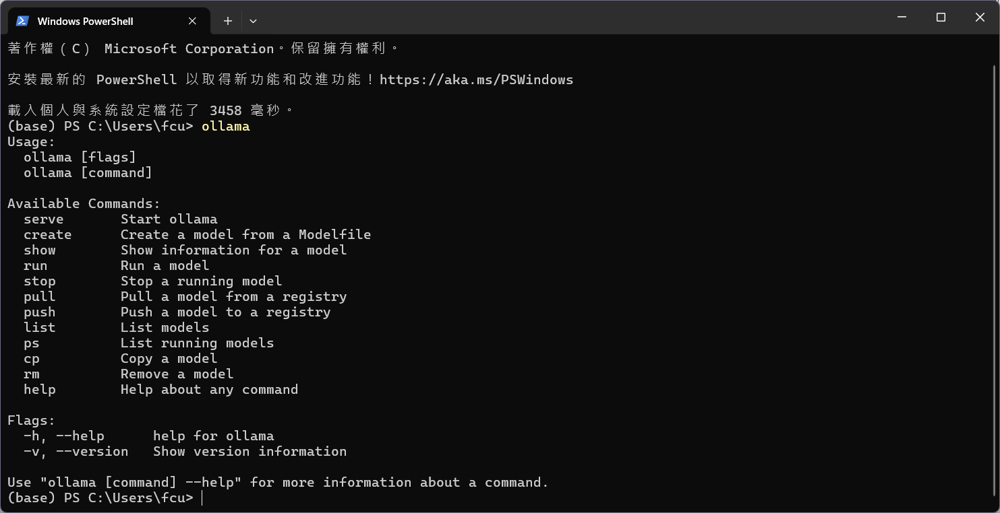 Windows PowerShell
著作權（C） Microsoft Corporation。保留擁有權利。
安裝最新的 PowerShell 以取得新功能和改進功能！https://aka.ms/PSWindows
載入個人與系統設定檔花了 3458 毫秒。
(base) PS C:\Users\fcu> ollama
Usage:
  ollama [flags]
  ollama [command]
Available Commands:
  serve       Start ollama
  create      Create a model from a Modelfile
  show        Show information for a model
  run         Run a model
  stop        Stop a running model
  pull        Pull a model from a registry
  push        Push a model to a registry
  list        List models
  ps          List running models
  cp          Copy a model
  rm          Remove a model
  help        Help about any command
Flags:
  -h, --help      help for ollama
  -v, --version   Show version information
Use "ollama [command] --help" for more information about a command.
(base) PS C:\Users\fcu>